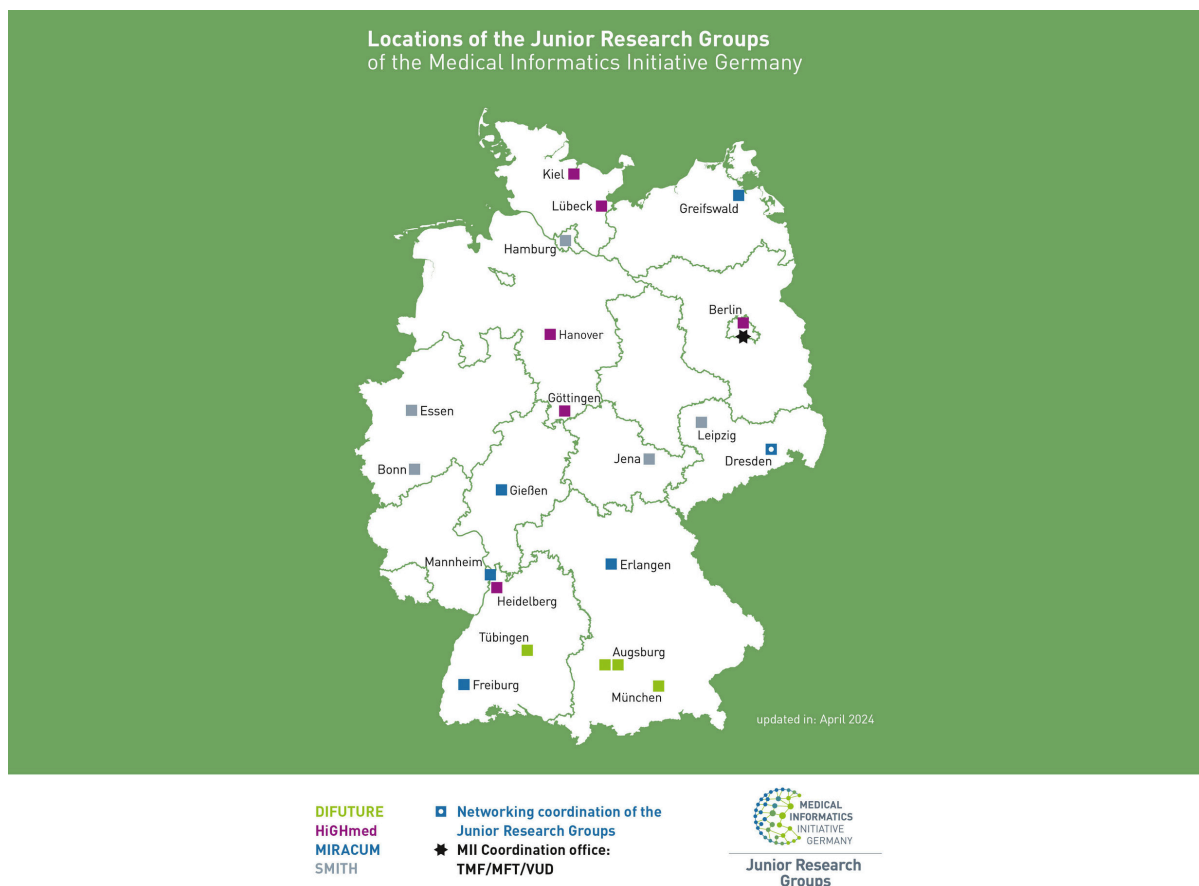 Locations of the Junior Research Groups
of the Medical Informatics Initiative Germany
Kiel
Lübeck
Greifswald
Hamburg
Berlin
Hanover
Göttingen
Essen
Leipzig
Dresden
Bonn
Jena
Gießen
Mannheim
Erlangen
Heidelberg
Tübingen
Augsburg
Freiburg
München
updated in: April 2024
DIFUTURE
HiGHmed
MIRACUM
SMITH
Networking coordination of the
Junior Research Groups
MII Coordination office:
TMF/MFT/VUD
MEDICAL
INFORMATICS
INITIATIVE
GERMANY
Junior Research
Groups